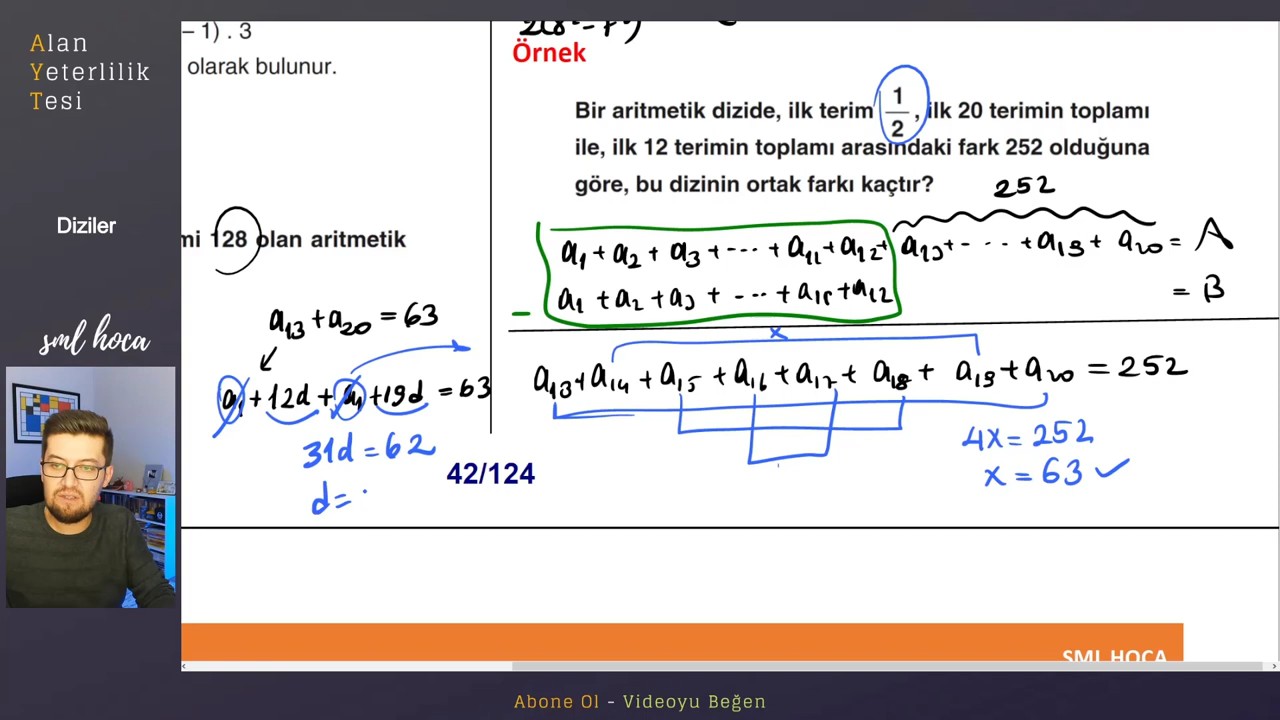 Alan
Yeterlilik
Tesi
Diziler
sml hoca
– 1) . 3
olarak bulunur.
mi 128 olan aritmetik
a13 + a20 = 63
a1 + 12d + a1 + 19d = 63
31d = 62
d =
42/124
Örnek
Bir aritmetik dizide, ilk terim 1/2, ilk 20 terimin toplamı
ile, ilk 12 terimin toplamı arasındaki fark 252 olduğuna
göre, bu dizinin ortak farkı kaçtır?
252
a1 + a2 + a3 + ... + a11 + a12 + a13 + ... + a19 + a20 = A
– a1 + a2 + a3 + ... + a11 + a12 = B
x
a13 + a14 + a15 + a16 + a17 + a18 + a19 + a20 = 252
4x = 252
x = 63 ✓
SML HOCA
Abone Ol - Videoyu Beğen